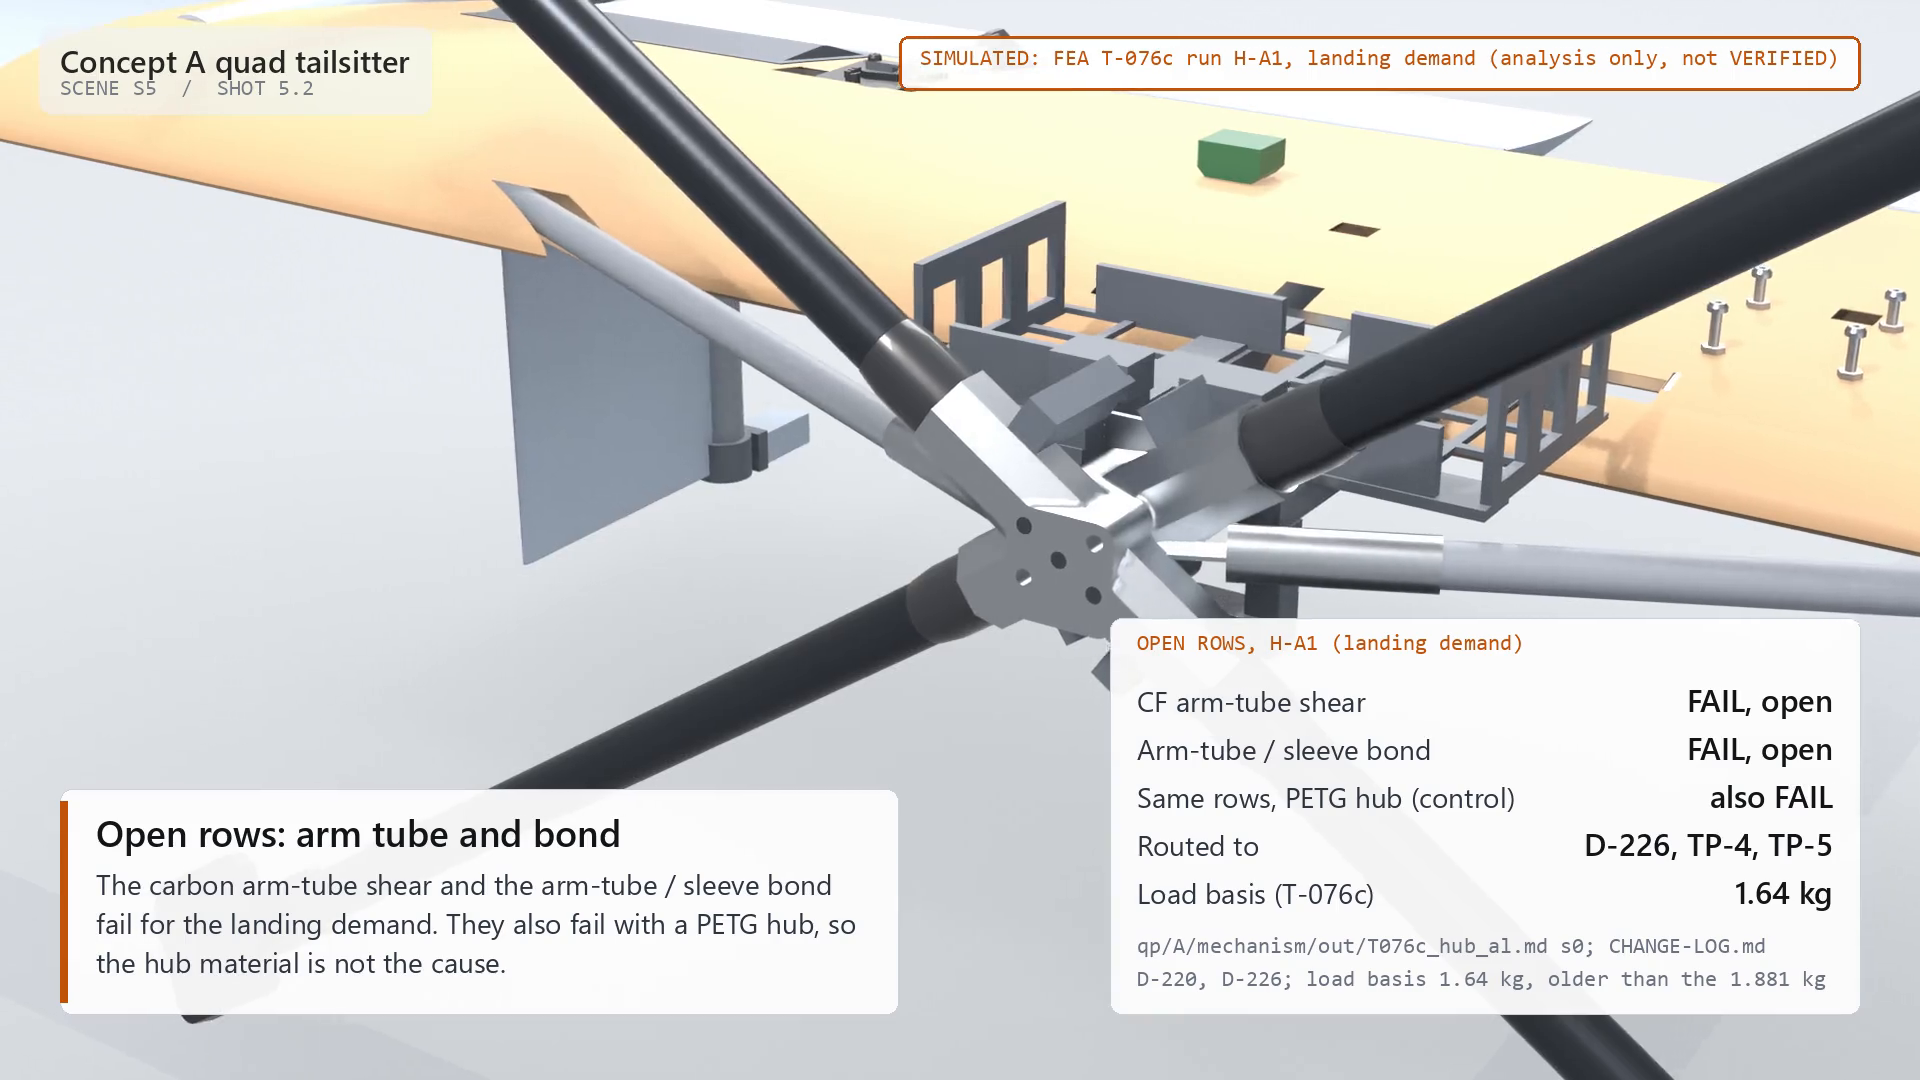 Concept A quad tailsitter
SCENE S5 / SHOT 5.2
SIMULATED: FEA T-076c run H-A1, landing demand (analysis only, not VERIFIED)
OPEN ROWS, H-A1 (landing demand)
CF arm-tube shear FAIL, open
Arm-tube / sleeve bond FAIL, open
Same rows, PETG hub (control) also FAIL
Routed to D-226, TP-4, TP-5
Load basis (T-076c) 1.64 kg
qp/A/mechanism/out/T076c_hub_al.md s0; CHANGE-LOG.md
D-220, D-226; load basis 1.64 kg, older than the 1.881 kg
Open rows: arm tube and bond
The carbon arm-tube shear and the arm-tube / sleeve bond
fail for the landing demand. They also fail with a PETG hub, so
the hub material is not the cause.